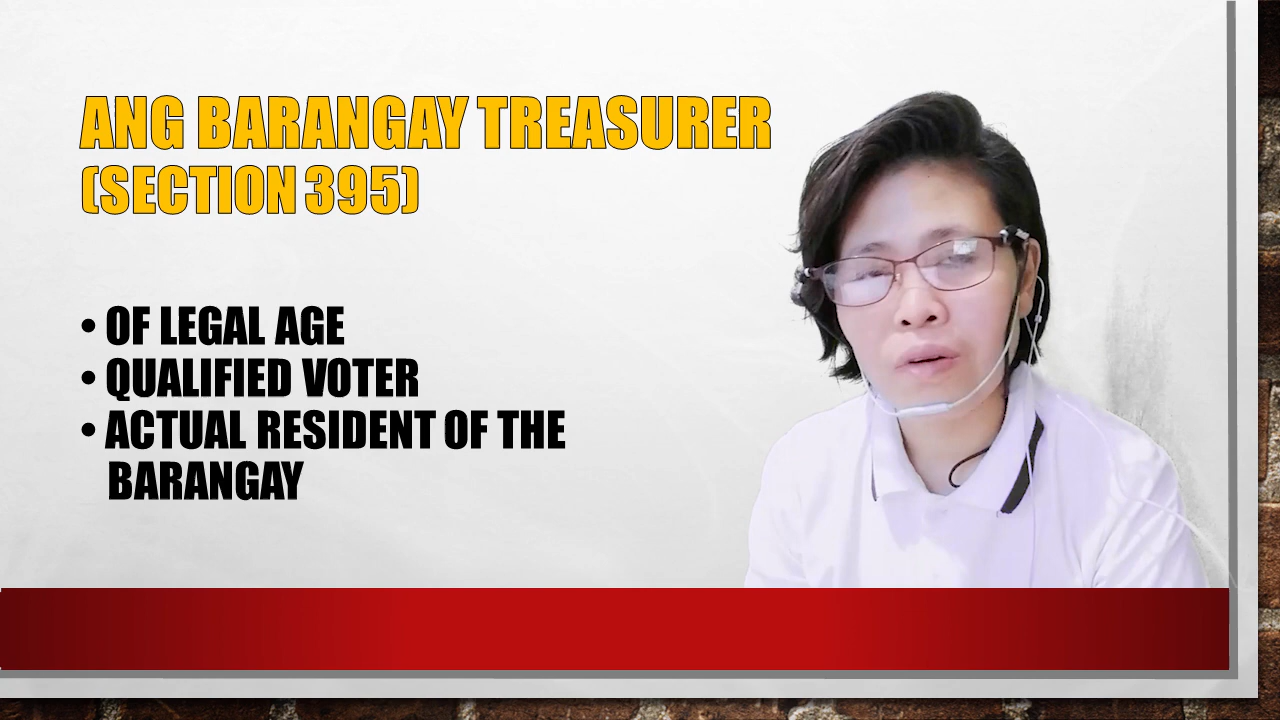 ANG BARANGAY TREASURER
(SECTION 395)
• OF LEGAL AGE
• QUALIFIED VOTER
• ACTUAL RESIDENT OF THE
BARANGAY